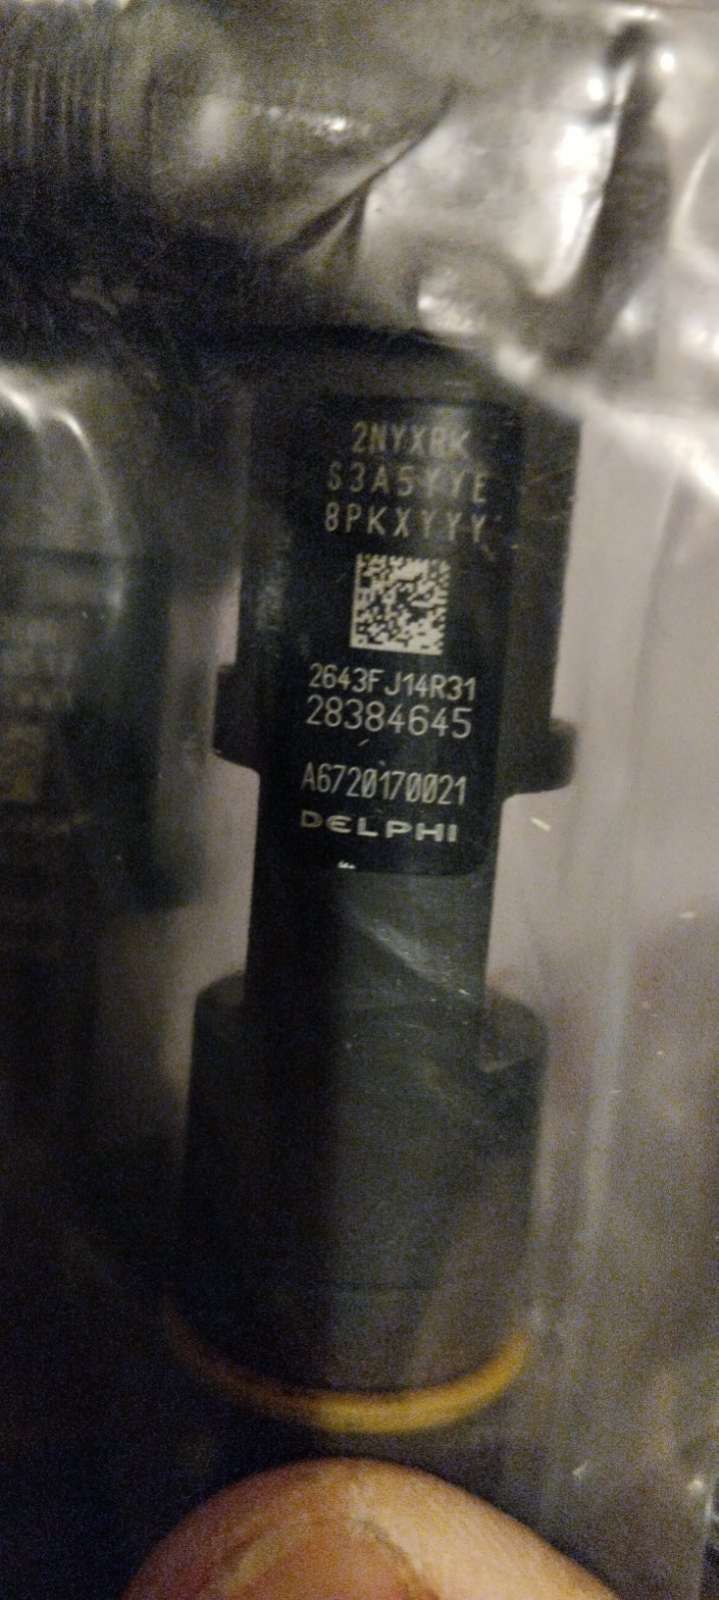 2NYXRK
S3A5YYE
8PKXYYY
2643FJ14R31
28384645
A6720170021
DELPHI